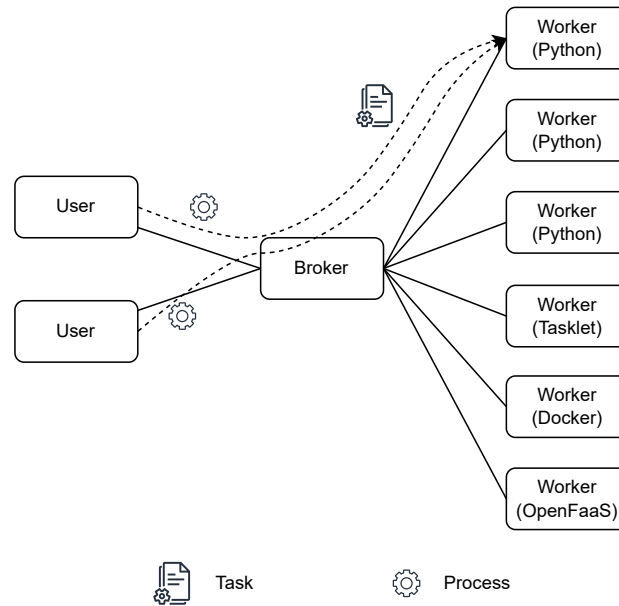 Worker
(Python)
Worker
(Python)
User
Worker
(Python)
Broker
User
Worker
(Tasklet)
Worker
(Docker)
Worker
(OpenFaaS)
Task
Process